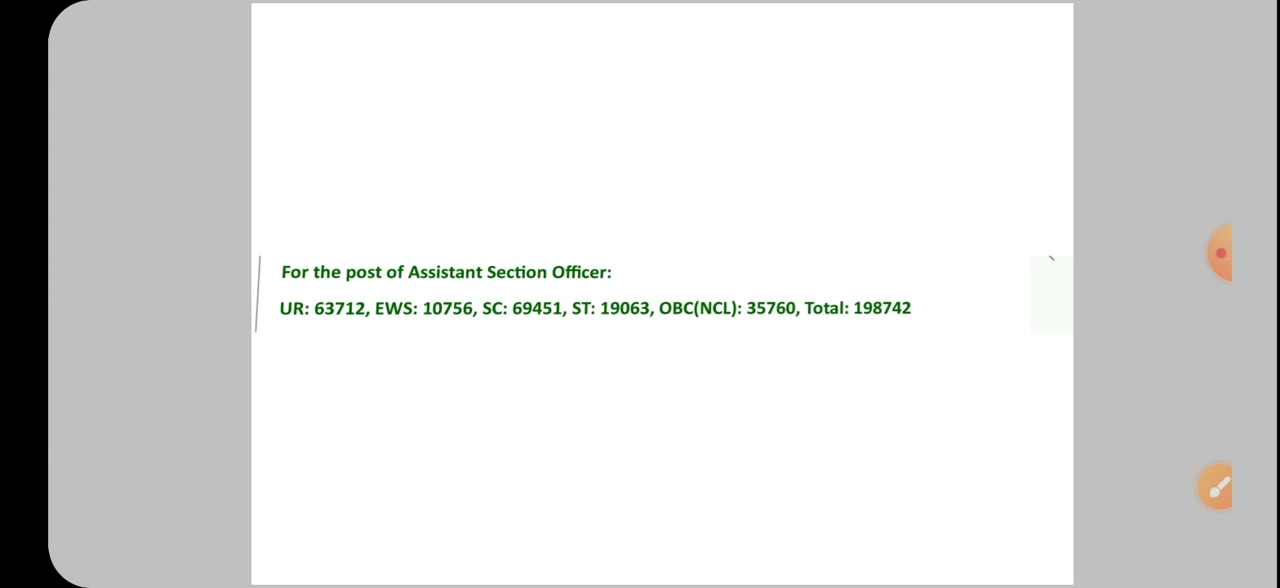 For the post of Assistant Section Officer:
UR: 63712, EWS: 10756, SC: 69451, ST: 19063, OBC(NCL): 35760, Total: 198742